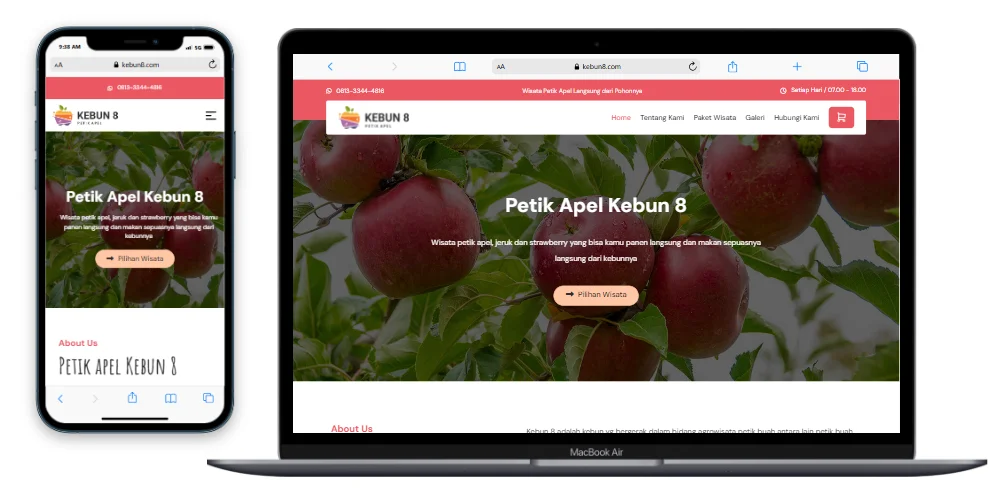 9:38 AM
5G
AA
kebun8.com
0813-3344-4816
KEBUN 8
PETIK APEL
Petik Apel Kebun 8
Wisata petik apel, jeruk dan strawberry yang bisa kamu
panen langsung dan makan sepuasnya langsung dari
kebunnya
Pilihan Wisata
About Us
Petik apel Kebun 8
AA
kebun8.com
0813-3344-4816
Wisata Petik Apel Langsung dari Pohonnya
Setiap Hari / 07.00 - 16.00
KEBUN 8
PETIK APEL
Home
Tentang Kami
Paket Wisata
Galeri
Hubungi Kami
Petik Apel Kebun 8
Wisata petik apel, jeruk dan strawberry yang bisa kamu panen langsung dan makan sepuasnya
langsung dari kebunnya
Pilihan Wisata
About Us
Kebun 8 adalah kebun yg bergerak dalam bidang agrowisata petik buah antara lain petik buah
MacBook Air